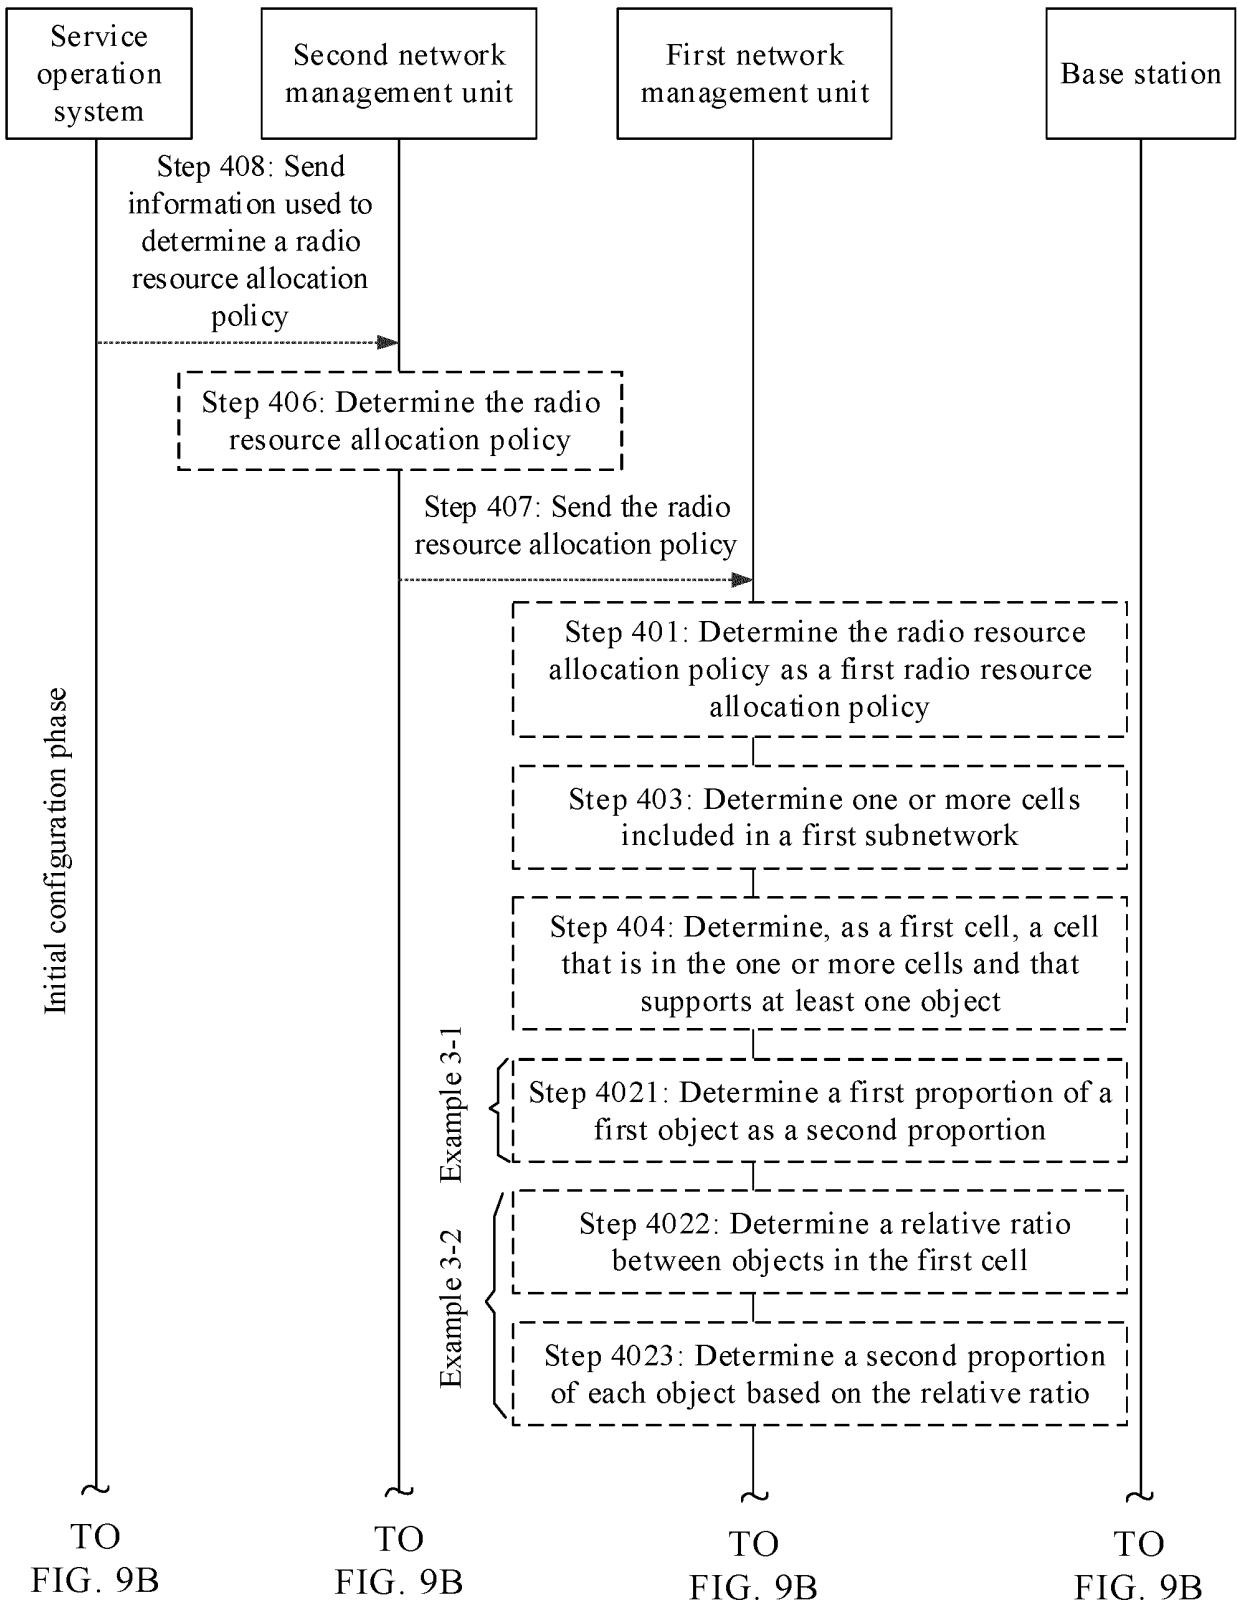 Service
operation
system
Second network
management unit
First network
management unit
Base station
Step 408: Send
information used to
determine a radio
resource allocation
policy
Step 406: Determine the radio
resource allocation policy
Step 407: Send the radio
resource allocation policy
Step 401: Determine the radio resource
allocation policy as a first radio resource
allocation policy
Initial configuration phase
Step 403: Determine one or more cells
included in a first subnetwork
Step 404: Determine, as a first cell, a cell
that is in the one or more cells and that
supports at least one object
Example 3-1
Step 4021: Determine a first proportion of a
first object as a second proportion
Example 3-2
Step 4022: Determine a relative ratio
between objects in the first cell
Step 4023: Determine a second proportion
of each object based on the relative ratio
TO
FIG. 9B
TO
FIG. 9B
TO
FIG. 9B
TO
FIG. 9B